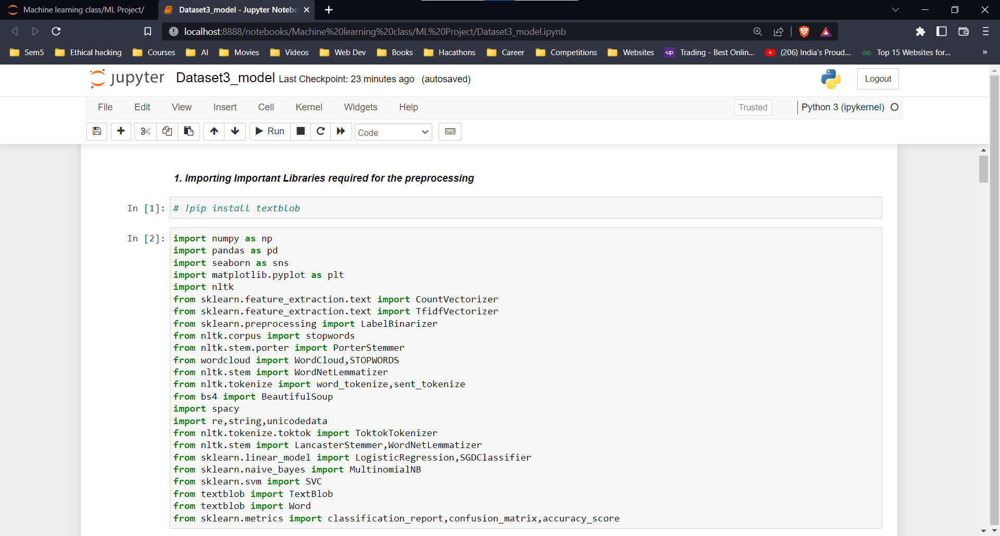 Machine learning class/ML Project/
Dataset3_model - Jupyter Notebo
localhost:8888/notebooks/Machine%20learning%20class/ML%20Project/Dataset3_model.ipynb
Sem5 Ethical hacking Courses AI Movies Videos Web Dev Books Hacathons Career Competitions Websites up Trading - Best Onlin... (206) India's Proud... Top 15 Websites for... »
jupyter Dataset3_model Last Checkpoint: 23 minutes ago (autosaved) Logout
File Edit View Insert Cell Kernel Widgets Help Trusted Python 3 (ipykernel)
Run Code
1. Importing Important Libraries required for the preprocessing
In [1]: # !pip install textblob
In [2]: import numpy as np
import pandas as pd
import seaborn as sns
import matplotlib.pyplot as plt
import nltk
from sklearn.feature_extraction.text import CountVectorizer
from sklearn.feature_extraction.text import TfidfVectorizer
from sklearn.preprocessing import LabelBinarizer
from nltk.corpus import stopwords
from nltk.stem.porter import PorterStemmer
from wordcloud import WordCloud,STOPWORDS
from nltk.stem import WordNetLemmatizer
from nltk.tokenize import word_tokenize,sent_tokenize
from bs4 import BeautifulSoup
import spacy
import re,string,unicodedata
from nltk.tokenize.toktok import ToktokTokenizer
from nltk.stem import LancasterStemmer,WordNetLemmatizer
from sklearn.linear_model import LogisticRegression,SGDClassifier
from sklearn.naive_bayes import MultinomialNB
from sklearn.svm import SVC
from textblob import TextBlob
from textblob import Word
from sklearn.metrics import classification_report,confusion_matrix,accuracy_score